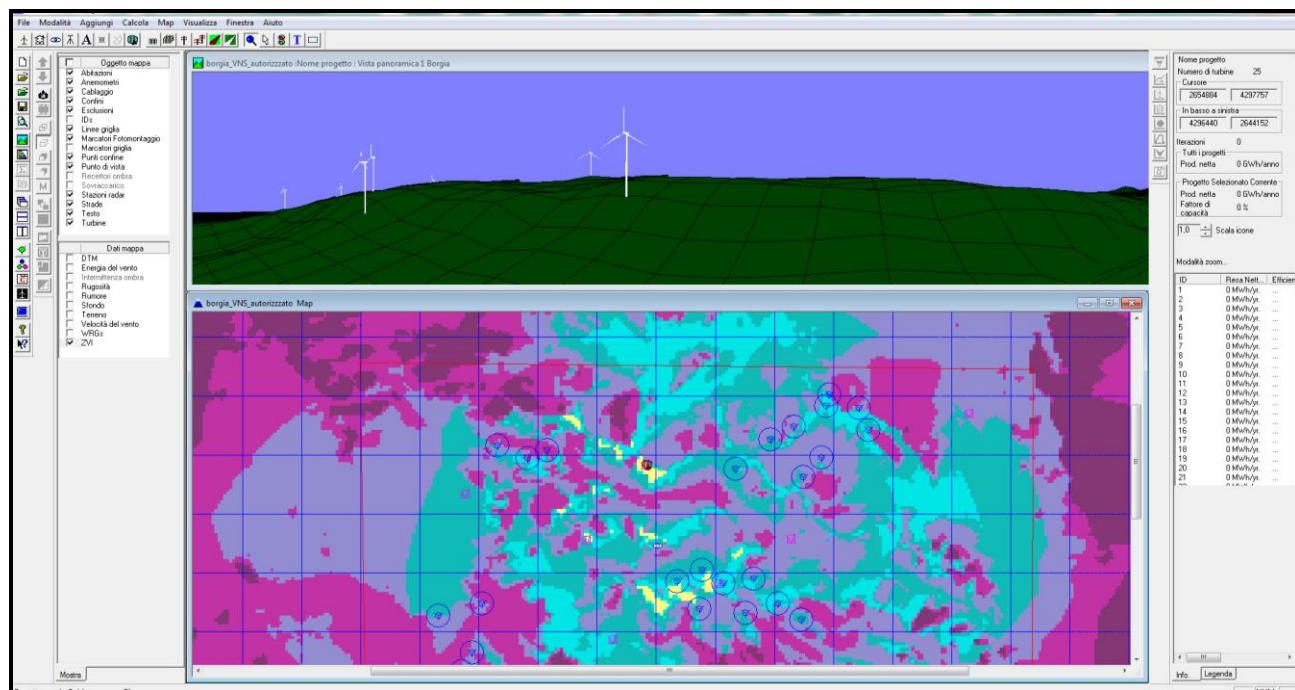 File Modalità Aggiungi Calcola Map Visualizza Finestra Aiuto
A
T
M
Oggetto mappa
Abitazioni
Anemometri
Cablaggio
Confini
Esclusioni
IDs
Linee griglia
Marcatori Fotomontaggio
Marcatori griglia
Punti confine
Punto di vista
Recettori ombra
Sovraccarico
Stazioni radar
Strade
Testo
Turbine
Dati mappa
DTM
Energia del vento
Intermittenza ombra
Rugosità
Rumore
Sfondo
Terreno
Velocità del vento
WRGs
ZVI
Mostra
borgia_VNS_autorizzzato :Nome progetto : Vista panoramica 1 Borgia
borgia_VNS_autorizzzato Map
Nome progetto
Numero di turbine 25
Cursore
2654884 4297757
In basso a sinistra
4296440 2644152
Iterazioni 0
Tutti i progetti
Prod. netta 0 GWh/anno
Progetto Selezionato Corrente
Prod. netta 0 GWh/anno
Fattore di capacità 0 %
1,0 Scala icone
Modalità zoom...
ID Resa Nett... Efficien
1 0 MWh/yr. ...
2 0 MWh/yr. ...
3 0 MWh/yr. ...
4 0 MWh/yr. ...
5 0 MWh/yr. ...
6 0 MWh/yr. ...
7 0 MWh/yr. ...
8 0 MWh/yr. ...
9 0 MWh/yr. ...
10 0 MWh/yr. ...
11 0 MWh/yr. ...
12 0 MWh/yr. ...
13 0 MWh/yr. ...
14 0 MWh/yr. ...
15 0 MWh/yr. ...
16 0 MWh/yr. ...
17 0 MWh/yr. ...
18 0 MWh/yr. ...
19 0 MWh/yr. ...
20 0 MWh/yr. ...
21 0 MWh/yr. ...
Info. Legenda